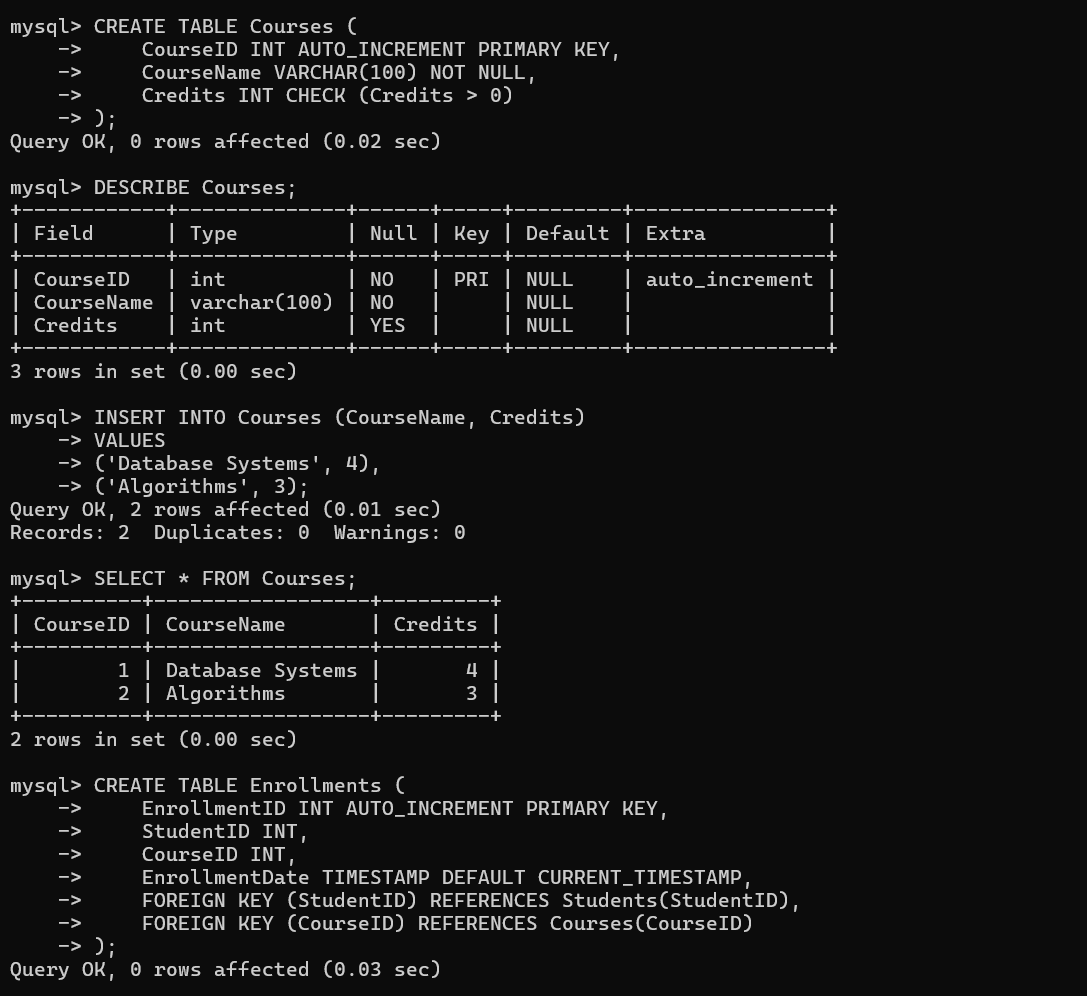 mysql> CREATE TABLE Courses (
    ->     CourseID INT AUTO_INCREMENT PRIMARY KEY,
    ->     CourseName VARCHAR(100) NOT NULL,
    ->     Credits INT CHECK (Credits > 0)
    -> );
Query OK, 0 rows affected (0.02 sec)

mysql> DESCRIBE Courses;
+------------+--------------+------+-----+---------+----------------+
| Field      | Type         | Null | Key | Default | Extra          |
+------------+--------------+------+-----+---------+----------------+
| CourseID   | int          | NO   | PRI | NULL    | auto_increment |
| CourseName | varchar(100) | NO   |     | NULL    |                |
| Credits    | int          | YES  |     | NULL    |                |
+------------+--------------+------+-----+---------+----------------+
3 rows in set (0.00 sec)

mysql> INSERT INTO Courses (CourseName, Credits)
    -> VALUES
    -> ('Database Systems', 4),
    -> ('Algorithms', 3);
Query OK, 2 rows affected (0.01 sec)
Records: 2  Duplicates: 0  Warnings: 0

mysql> SELECT * FROM Courses;
+----------+------------------+---------+
| CourseID | CourseName       | Credits |
+----------+------------------+---------+
|        1 | Database Systems |       4 |
|        2 | Algorithms       |       3 |
+----------+------------------+---------+
2 rows in set (0.00 sec)

mysql> CREATE TABLE Enrollments (
    ->     EnrollmentID INT AUTO_INCREMENT PRIMARY KEY,
    ->     StudentID INT,
    ->     CourseID INT,
    ->     EnrollmentDate TIMESTAMP DEFAULT CURRENT_TIMESTAMP,
    ->     FOREIGN KEY (StudentID) REFERENCES Students(StudentID),
    ->     FOREIGN KEY (CourseID) REFERENCES Courses(CourseID)
    -> );
Query OK, 0 rows affected (0.03 sec)